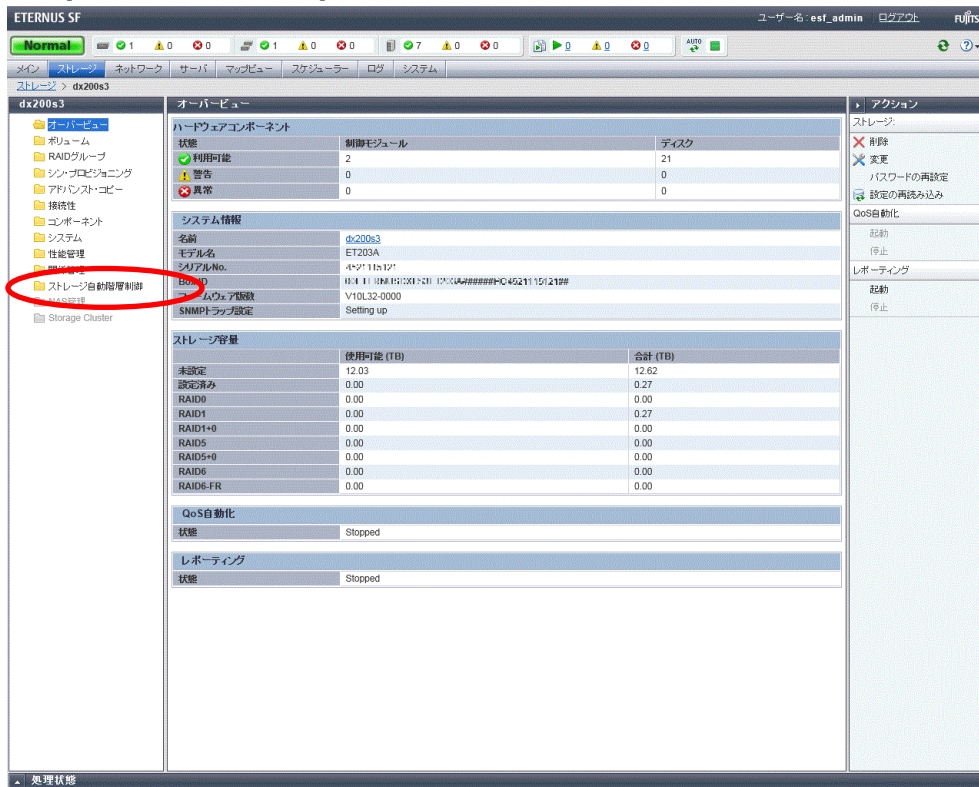 ETERNUS SF ユーザー名 : esf_admin ログアウト FUJITS
Normal 1 0 0 1 0 0 7 0 0 0 0 0 AUTO
メイン ストレージ ネットワーク サーバ マップビュー スケジューラー ログ システム
ストレージ > dx200s3
dx200s3
オーバービュー
ボリューム
RAIDグループ
シン・プロビジョニング
アドバンスト・コピー
接続性
コンポーネント
システム
性能管理
ストレージ自動階層制御
NAS管理
Storage Cluster
オーバービュー
ハードウェアコンポーネント
状態 制御モジュール ディスク
利用可能 2 21
警告 0 0
異常 0 0
システム情報
名前 dx200s3
モデル名 ET203A
シリアルNo. 4521115121
BoxID
ファームウェア版数 V10L32-0000
SNMPトラップ設定 Setting up
ストレージ容量
使用可能 (TB) 合計 (TB)
未設定 12.03 12.62
設定済み 0.00 0.27
RAID0 0.00 0.00
RAID1 0.00 0.27
RAID1+0 0.00 0.00
RAID5 0.00 0.00
RAID5+0 0.00 0.00
RAID6 0.00 0.00
RAID6-FR 0.00 0.00
QoS自動化
状態 Stopped
レポーティング
状態 Stopped
アクション
ストレージ:
削除
変更
パスワードの再設定
設定の再読み込み
QoS自動化
起動
停止
レポーティング
起動
停止
処理状態